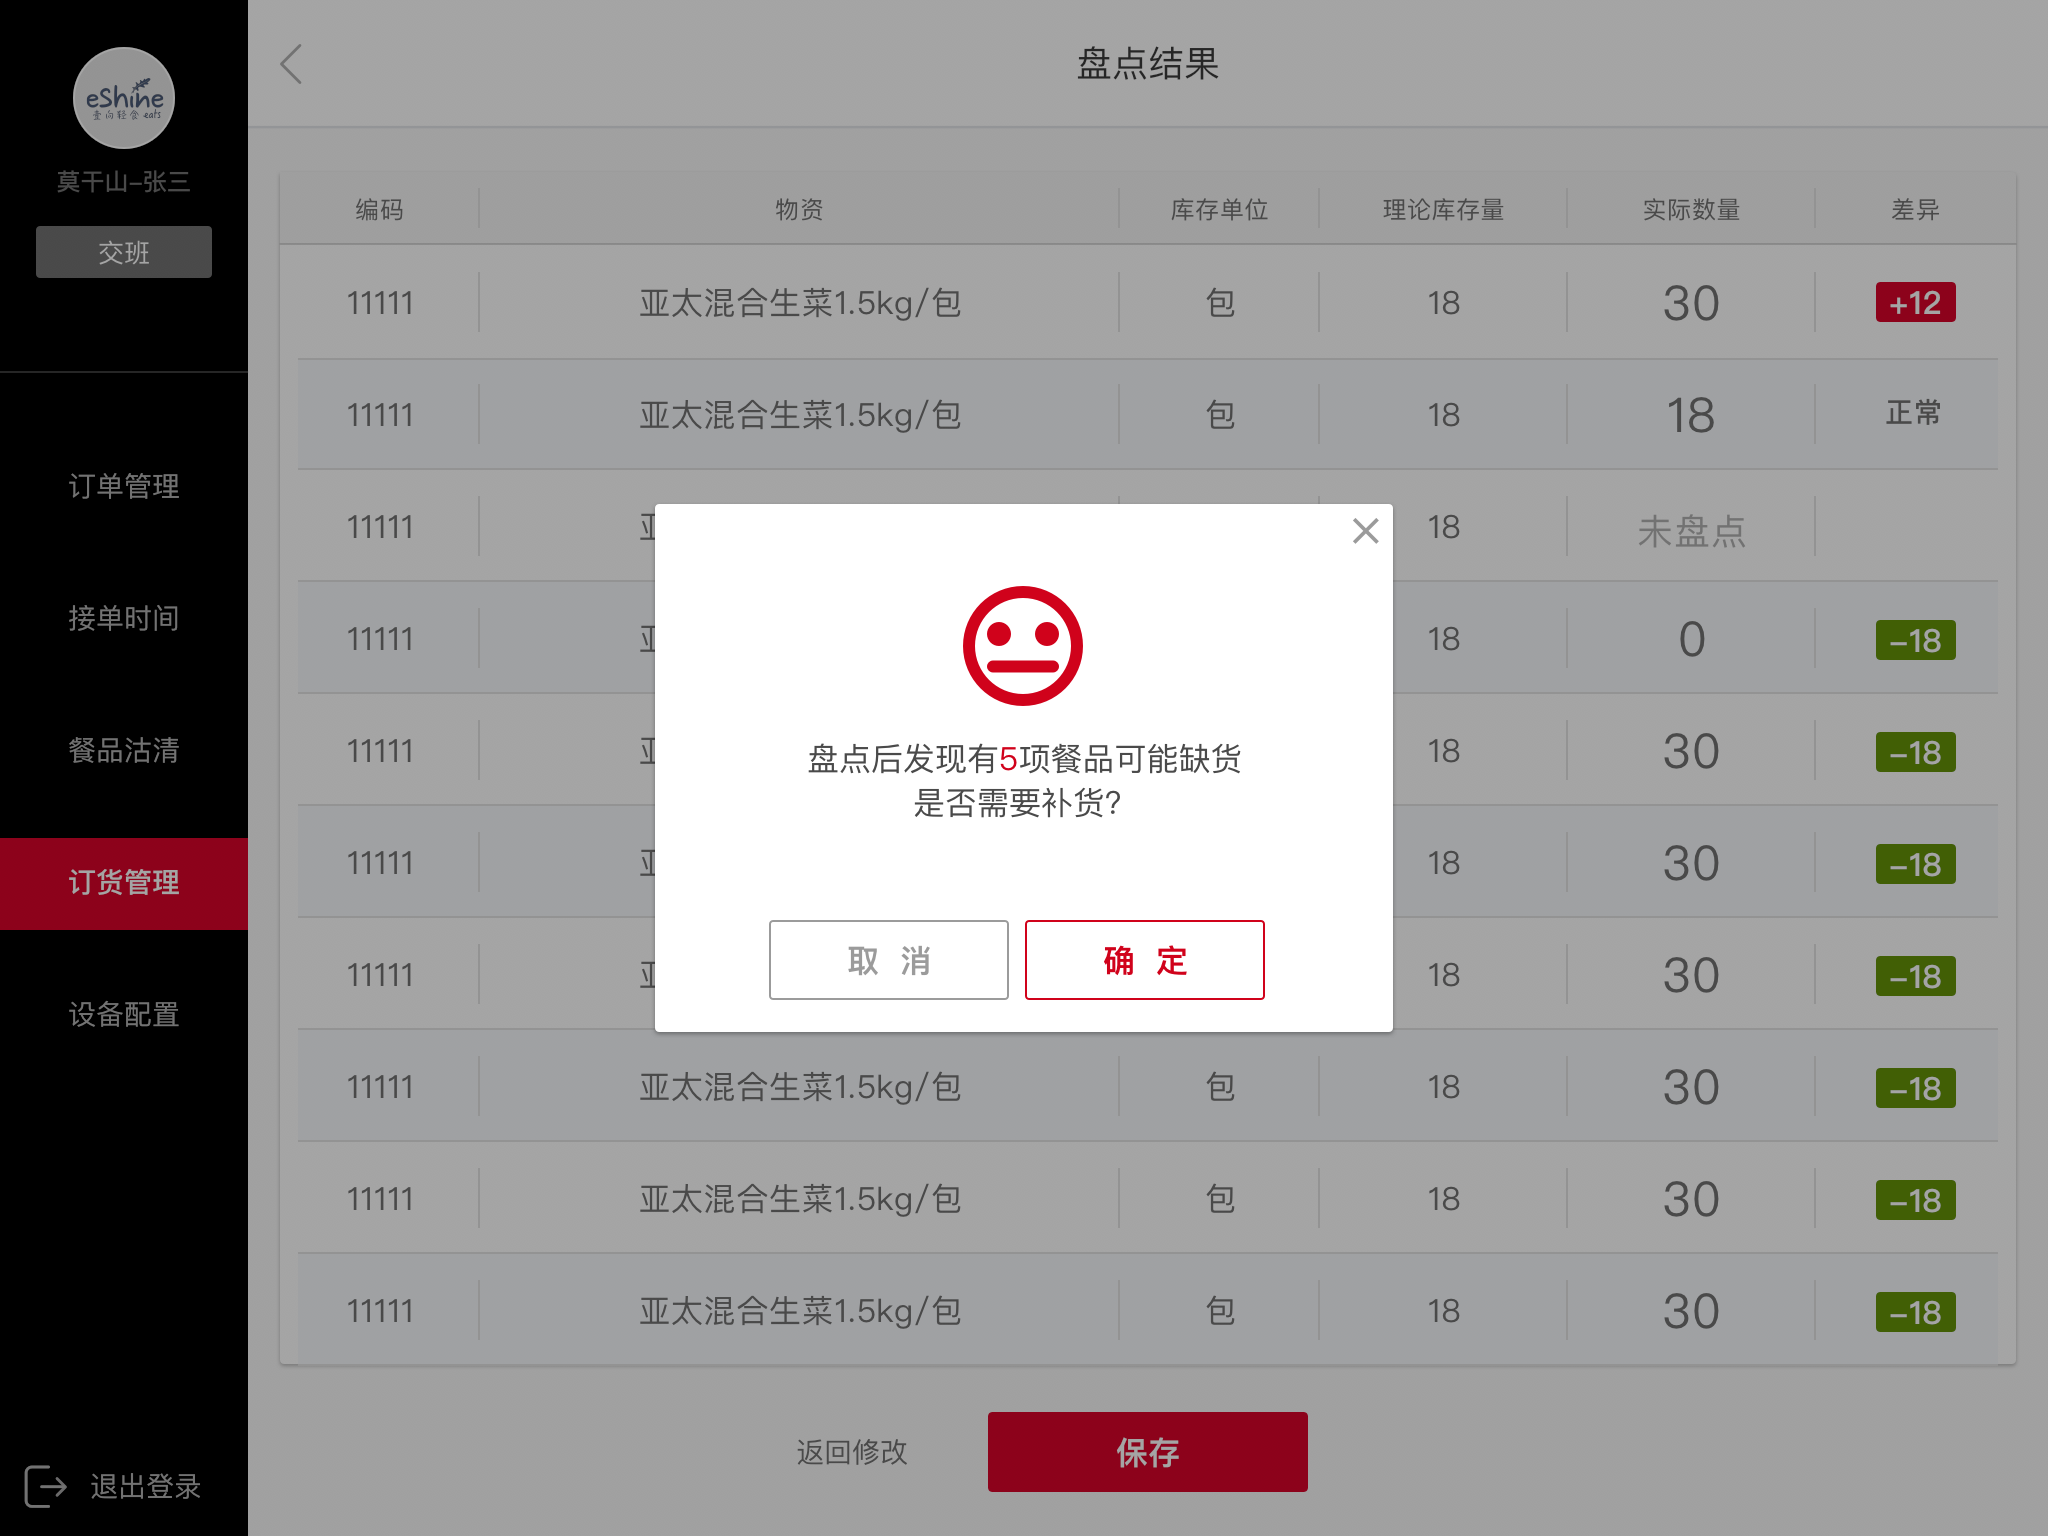 eShine
壹向轻食 eats
莫干山-张三
交班
订单管理
接单时间
餐品沽清
订货管理
设备配置
退出登录
盘点结果
编码 物资 库存单位 理论库存量 实际数量 差异
11111 亚太混合生菜1.5kg/包 包 18 30 +12
11111 亚太混合生菜1.5kg/包 包 18 18 正常
11111 18 未盘点
11111 18 0 -18
11111 18 30 -18
11111 18 30 -18
11111 18 30 -18
11111 亚太混合生菜1.5kg/包 包 18 30 -18
11111 亚太混合生菜1.5kg/包 包 18 30 -18
11111 亚太混合生菜1.5kg/包 包 18 30 -18
盘点后发现有5项餐品可能缺货
是否需要补货?
取 消 确 定
返回修改 保存